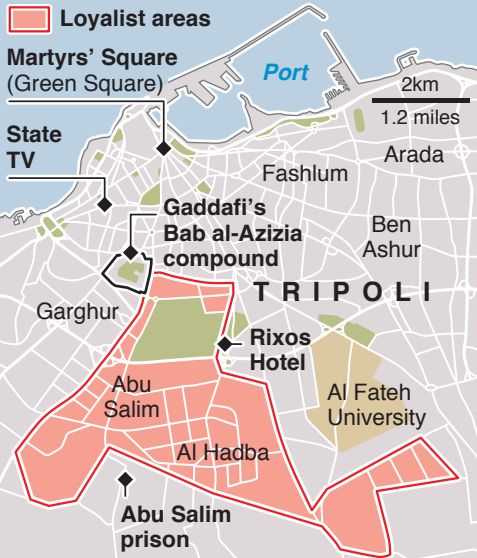 Loyalist areas
Martyrs' Square
(Green Square)
Port
2km
1.2 miles
State
TV
Arada
Fashlum
Gaddafi's
Bab al-Azizia
compound
Ben
Ashur
TRIPOLI
Garghur
Rixos
Hotel
Abu
Salim
Al Fateh
University
Al Hadba
Abu Salim
prison